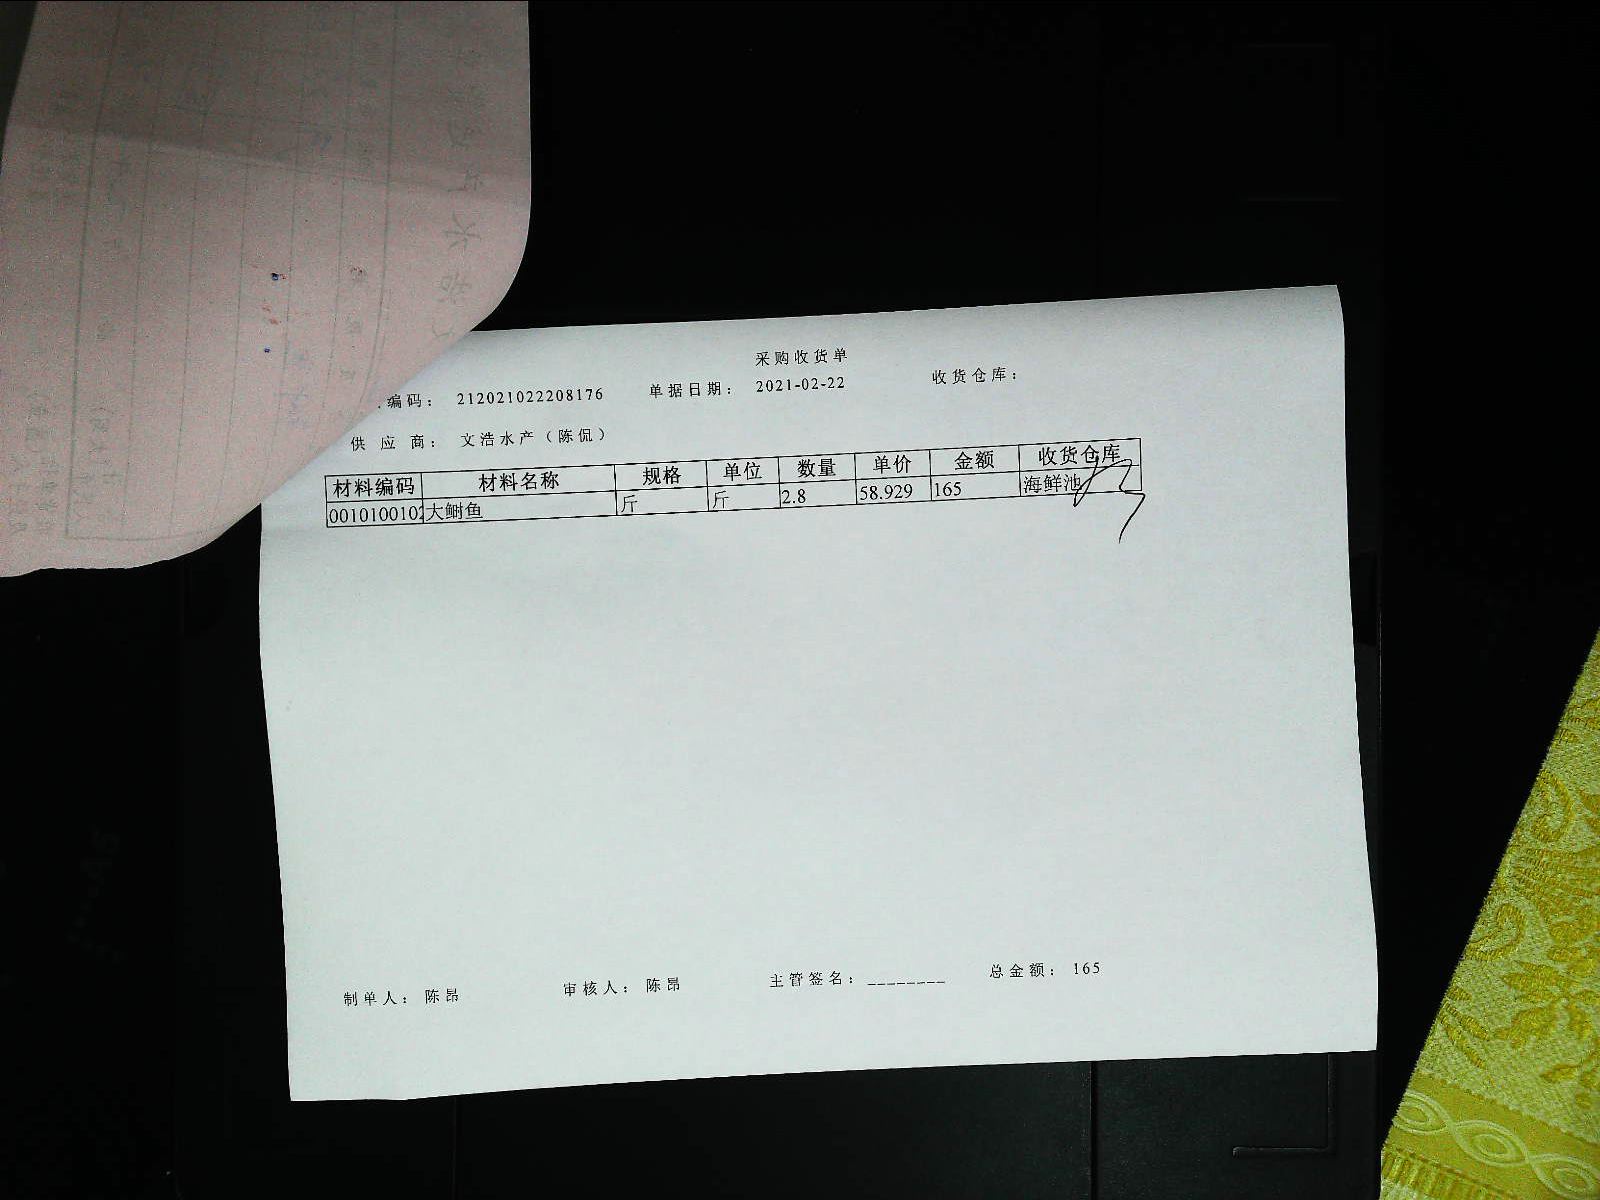 采购收货单
编码： 212021022208176 单据日期： 2021-02-22 收货仓库：
供应商： 文浩水产（陈侃）
材料编码 材料名称 规格 单位 数量 单价 金额 收货仓库
0010100102 大鲥鱼 斤 斤 2.8 58.929 165 海鲜池
制单人： 陈昂 审核人： 陈昂 主管签名： ________ 总金额： 165